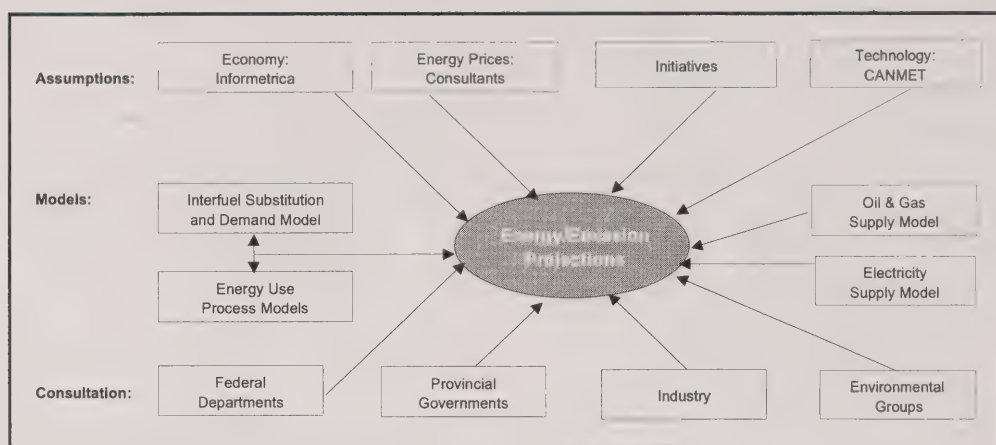 Assumptions:
Economy:
Informetrica
Energy Prices:
Consultants
Initiatives
Technology:
CANMET
Models:
Interfuel Substitution
and Demand Model
Energy Use
Process Models
Energy/Emission
Projections
Oil & Gas
Supply Model
Electricity
Supply Model
Consultation:
Federal
Departments
Provincial
Governments
Industry
Environmental
Groups